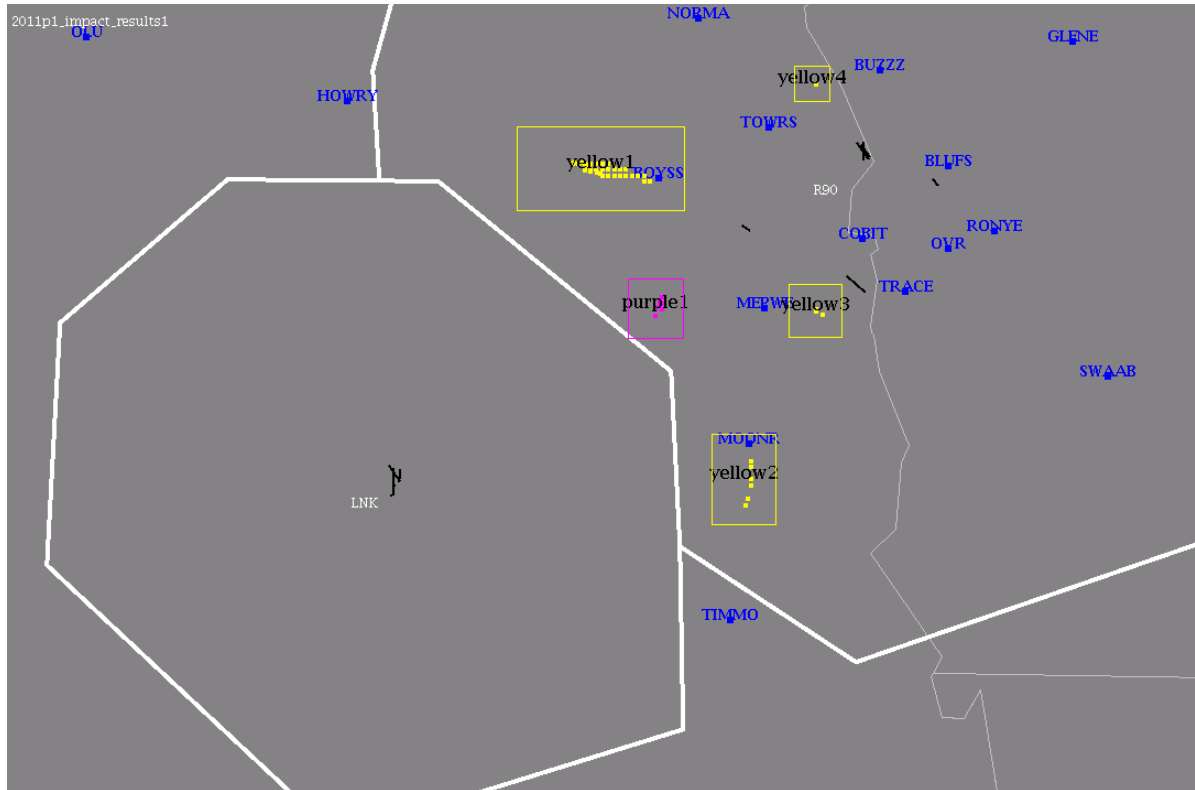 2011p1_impact_results1
NORMA
OLU
GLENE
BUZZZ
yellow4
HOWRY
TOWRS
yellow1
BOYSS
BLUFS
R90
RONYE
COBIT
OVR
TRACE
purple1
yellow3
SWAAB
MOONR
yellow2
LNK
TIMMO